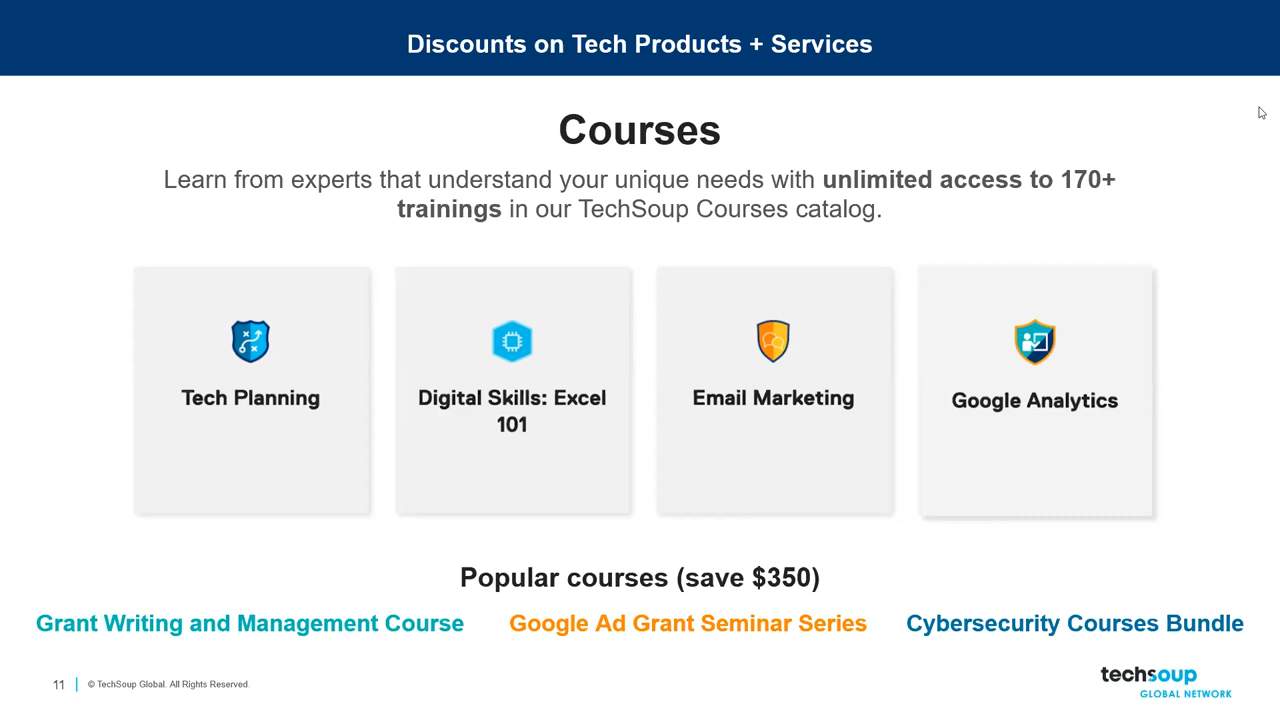 Discounts on Tech Products + Services
Courses
Learn from experts that understand your unique needs with unlimited access to 170+
trainings in our TechSoup Courses catalog.
Tech Planning
Digital Skills: Excel
101
Email Marketing
Google Analytics
Popular courses (save $350)
Grant Writing and Management Course
Google Ad Grant Seminar Series
Cybersecurity Courses Bundle
11
© TechSoup Global. All Rights Reserved.
techsoup
GLOBAL NETWORK